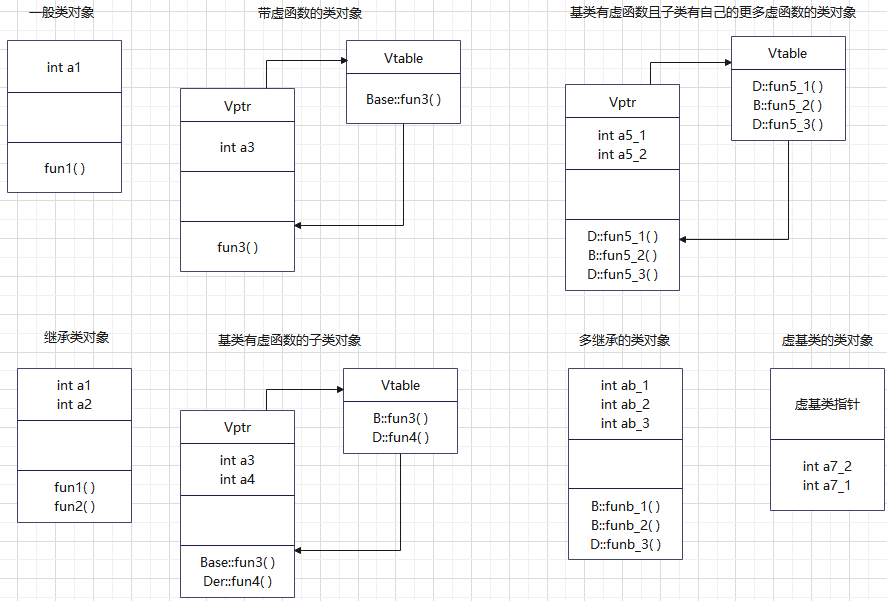 一般类对象
int a1
fun1( )
带虚函数的类对象
Vptr
int a3
fun3( )
Vtable
Base::fun3( )
基类有虚函数且子类有自己的更多虚函数的类对象
Vptr
int a5_1
int a5_2
D::fun5_1( )
B::fun5_2( )
D::fun5_3( )
Vtable
D::fun5_1( )
B::fun5_2( )
D::fun5_3( )
继承类对象
int a1
int a2
fun1( )
fun2( )
基类有虚函数的子类对象
Vptr
int a3
int a4
Base::fun3( )
Der::fun4( )
Vtable
B::fun3( )
D::fun4( )
多继承的类对象
int ab_1
int ab_2
int ab_3
B::funb_1( )
B::funb_2( )
D::funb_3( )
虚基类的类对象
虚基类指针
int a7_2
int a7_1